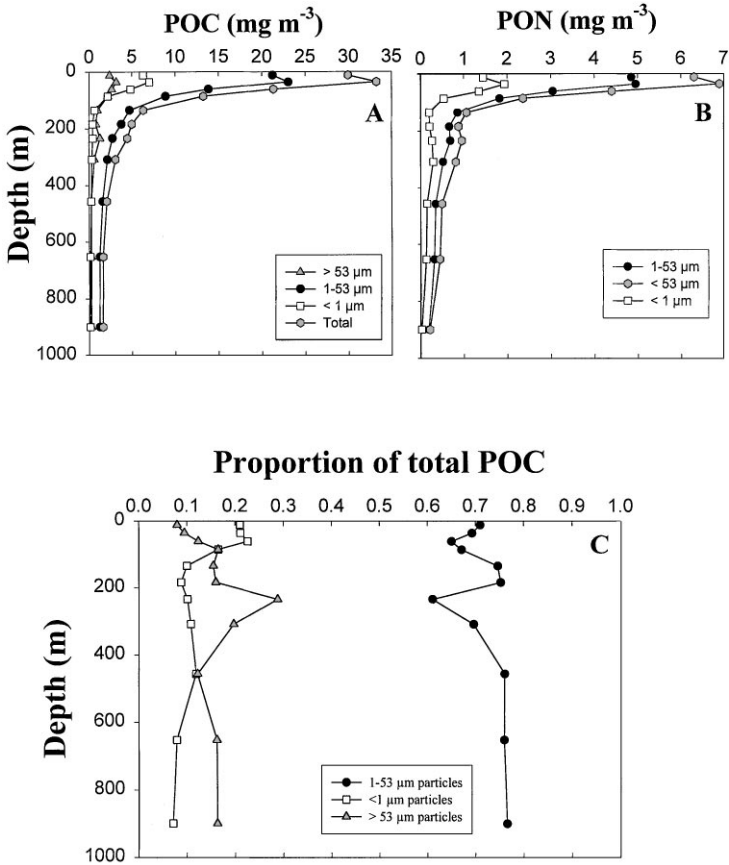 POC (mg m⁻³)
0 5 10 15 20 25 30 35
0
200
400
600
800
1000
Depth (m)
A
> 53 µm
1-53 µm
< 1 µm
Total
PON (mg m⁻³)
0 1 2 3 4 5 6 7
B
1-53 µm
< 53 µm
< 1 µm
Proportion of total POC
0.0 0.1 0.2 0.3 0.4 0.5 0.6 0.7 0.8 0.9 1.0
0
200
400
600
800
1000
Depth (m)
C
1-53 µm particles
<1 µm particles
> 53 µm particles